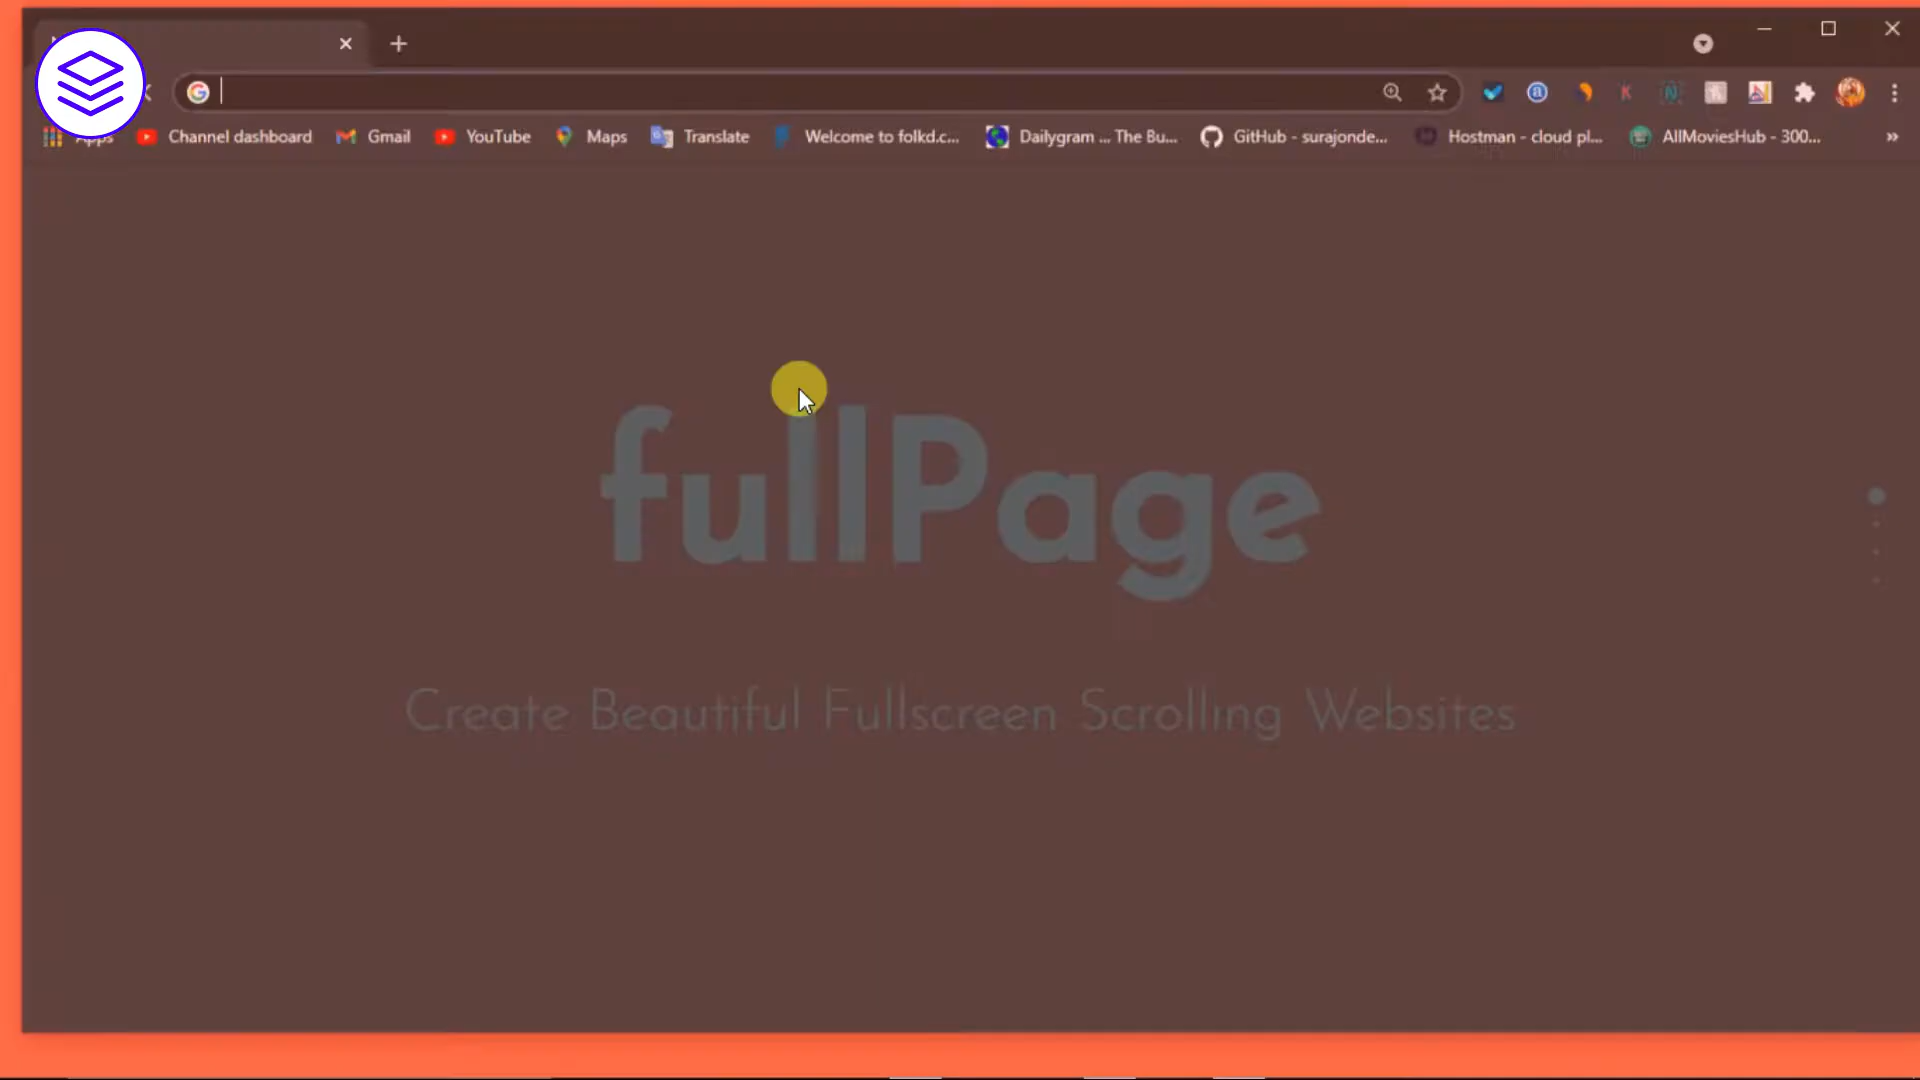 Apps Channel dashboard Gmail YouTube Maps Translate Welcome to folkd.c... Dailygram ... The Bu... GitHub - surajonde... Hostman - cloud pl... AllMoviesHub - 300... »
fullPage
Create Beautiful Fullscreen Scrolling Websites